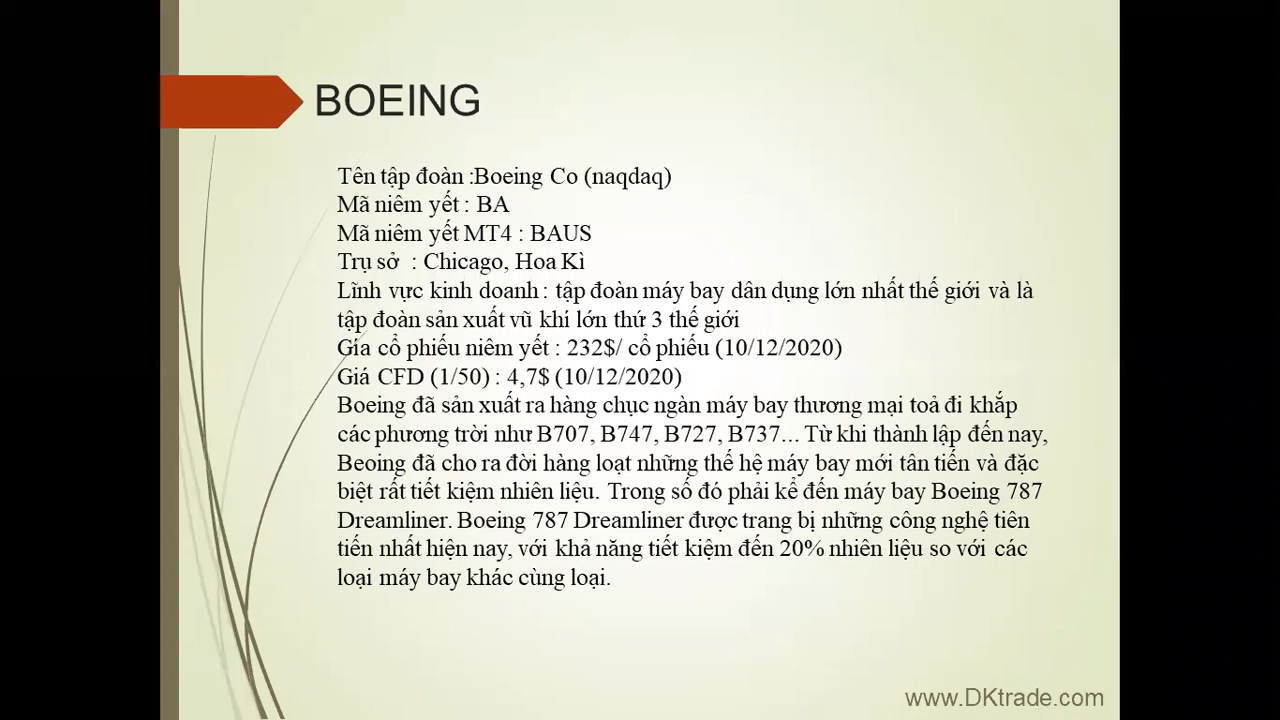 BOEING
Tên tập đoàn :Boeing Co (naqdaq)
Mã niêm yết : BA
Mã niêm yết MT4 : BAUS
Trụ sở : Chicago, Hoa Kì
Lĩnh vực kinh doanh : tập đoàn máy bay dân dụng lớn nhất thế giới và là
tập đoàn sản xuất vũ khí lớn thứ 3 thế giới
Gía cổ phiếu niêm yết : 232$/ cổ phiếu (10/12/2020)
Giá CFD (1/50) : 4,7$ (10/12/2020)
Boeing đã sản xuất ra hàng chục ngàn máy bay thương mại toả đi khắp
các phương trời như B707, B747, B727, B737... Từ khi thành lập đến nay,
Beoing đã cho ra đời hàng loạt những thế hệ máy bay mới tân tiến và đặc
biệt rất tiết kiệm nhiên liệu. Trong số đó phải kể đến máy bay Boeing 787
Dreamliner. Boeing 787 Dreamliner được trang bị những công nghệ tiên
tiến nhất hiện nay, với khả năng tiết kiệm đến 20% nhiên liệu so với các
loại máy bay khác cùng loại.
www.DKtrade.com